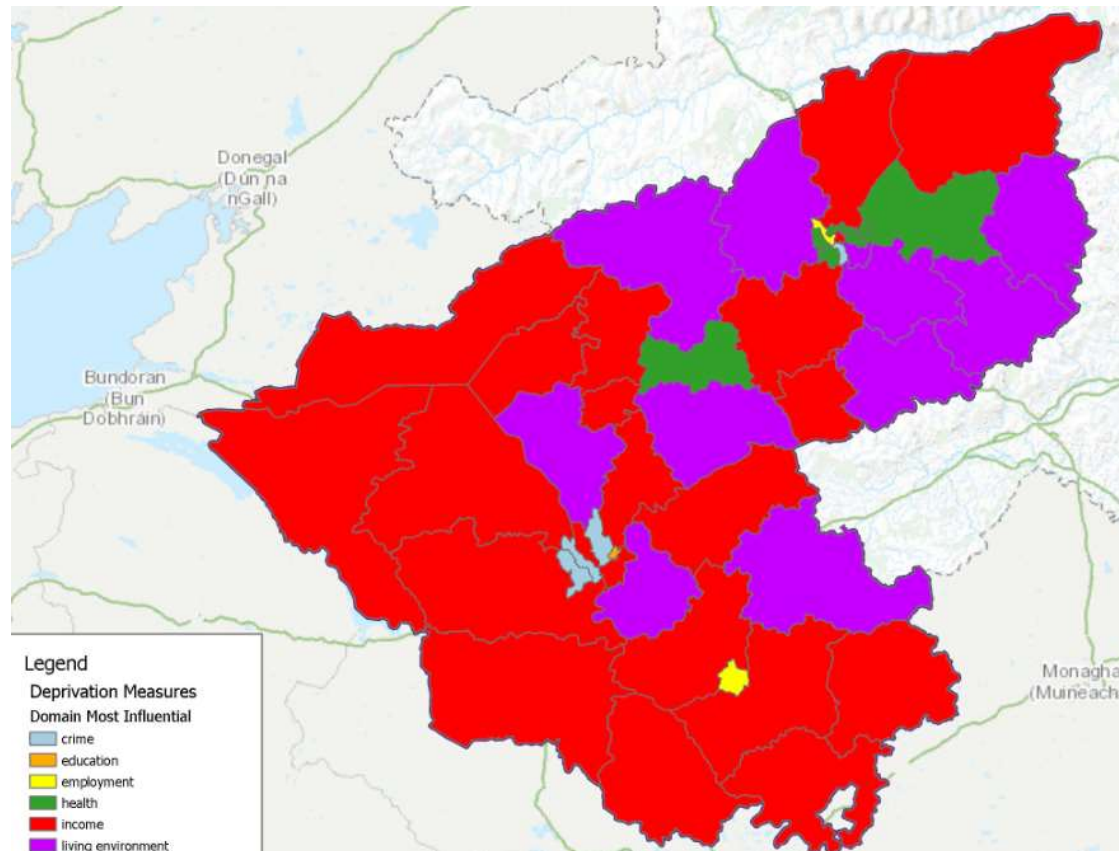 Donegal
(Dún na
nGall)
Bundoran
(Bun
Dobhráin)
Monagha
(Muineach
Legend
Deprivation Measures
Domain Most Influential
crime
education
employment
health
income
living environment